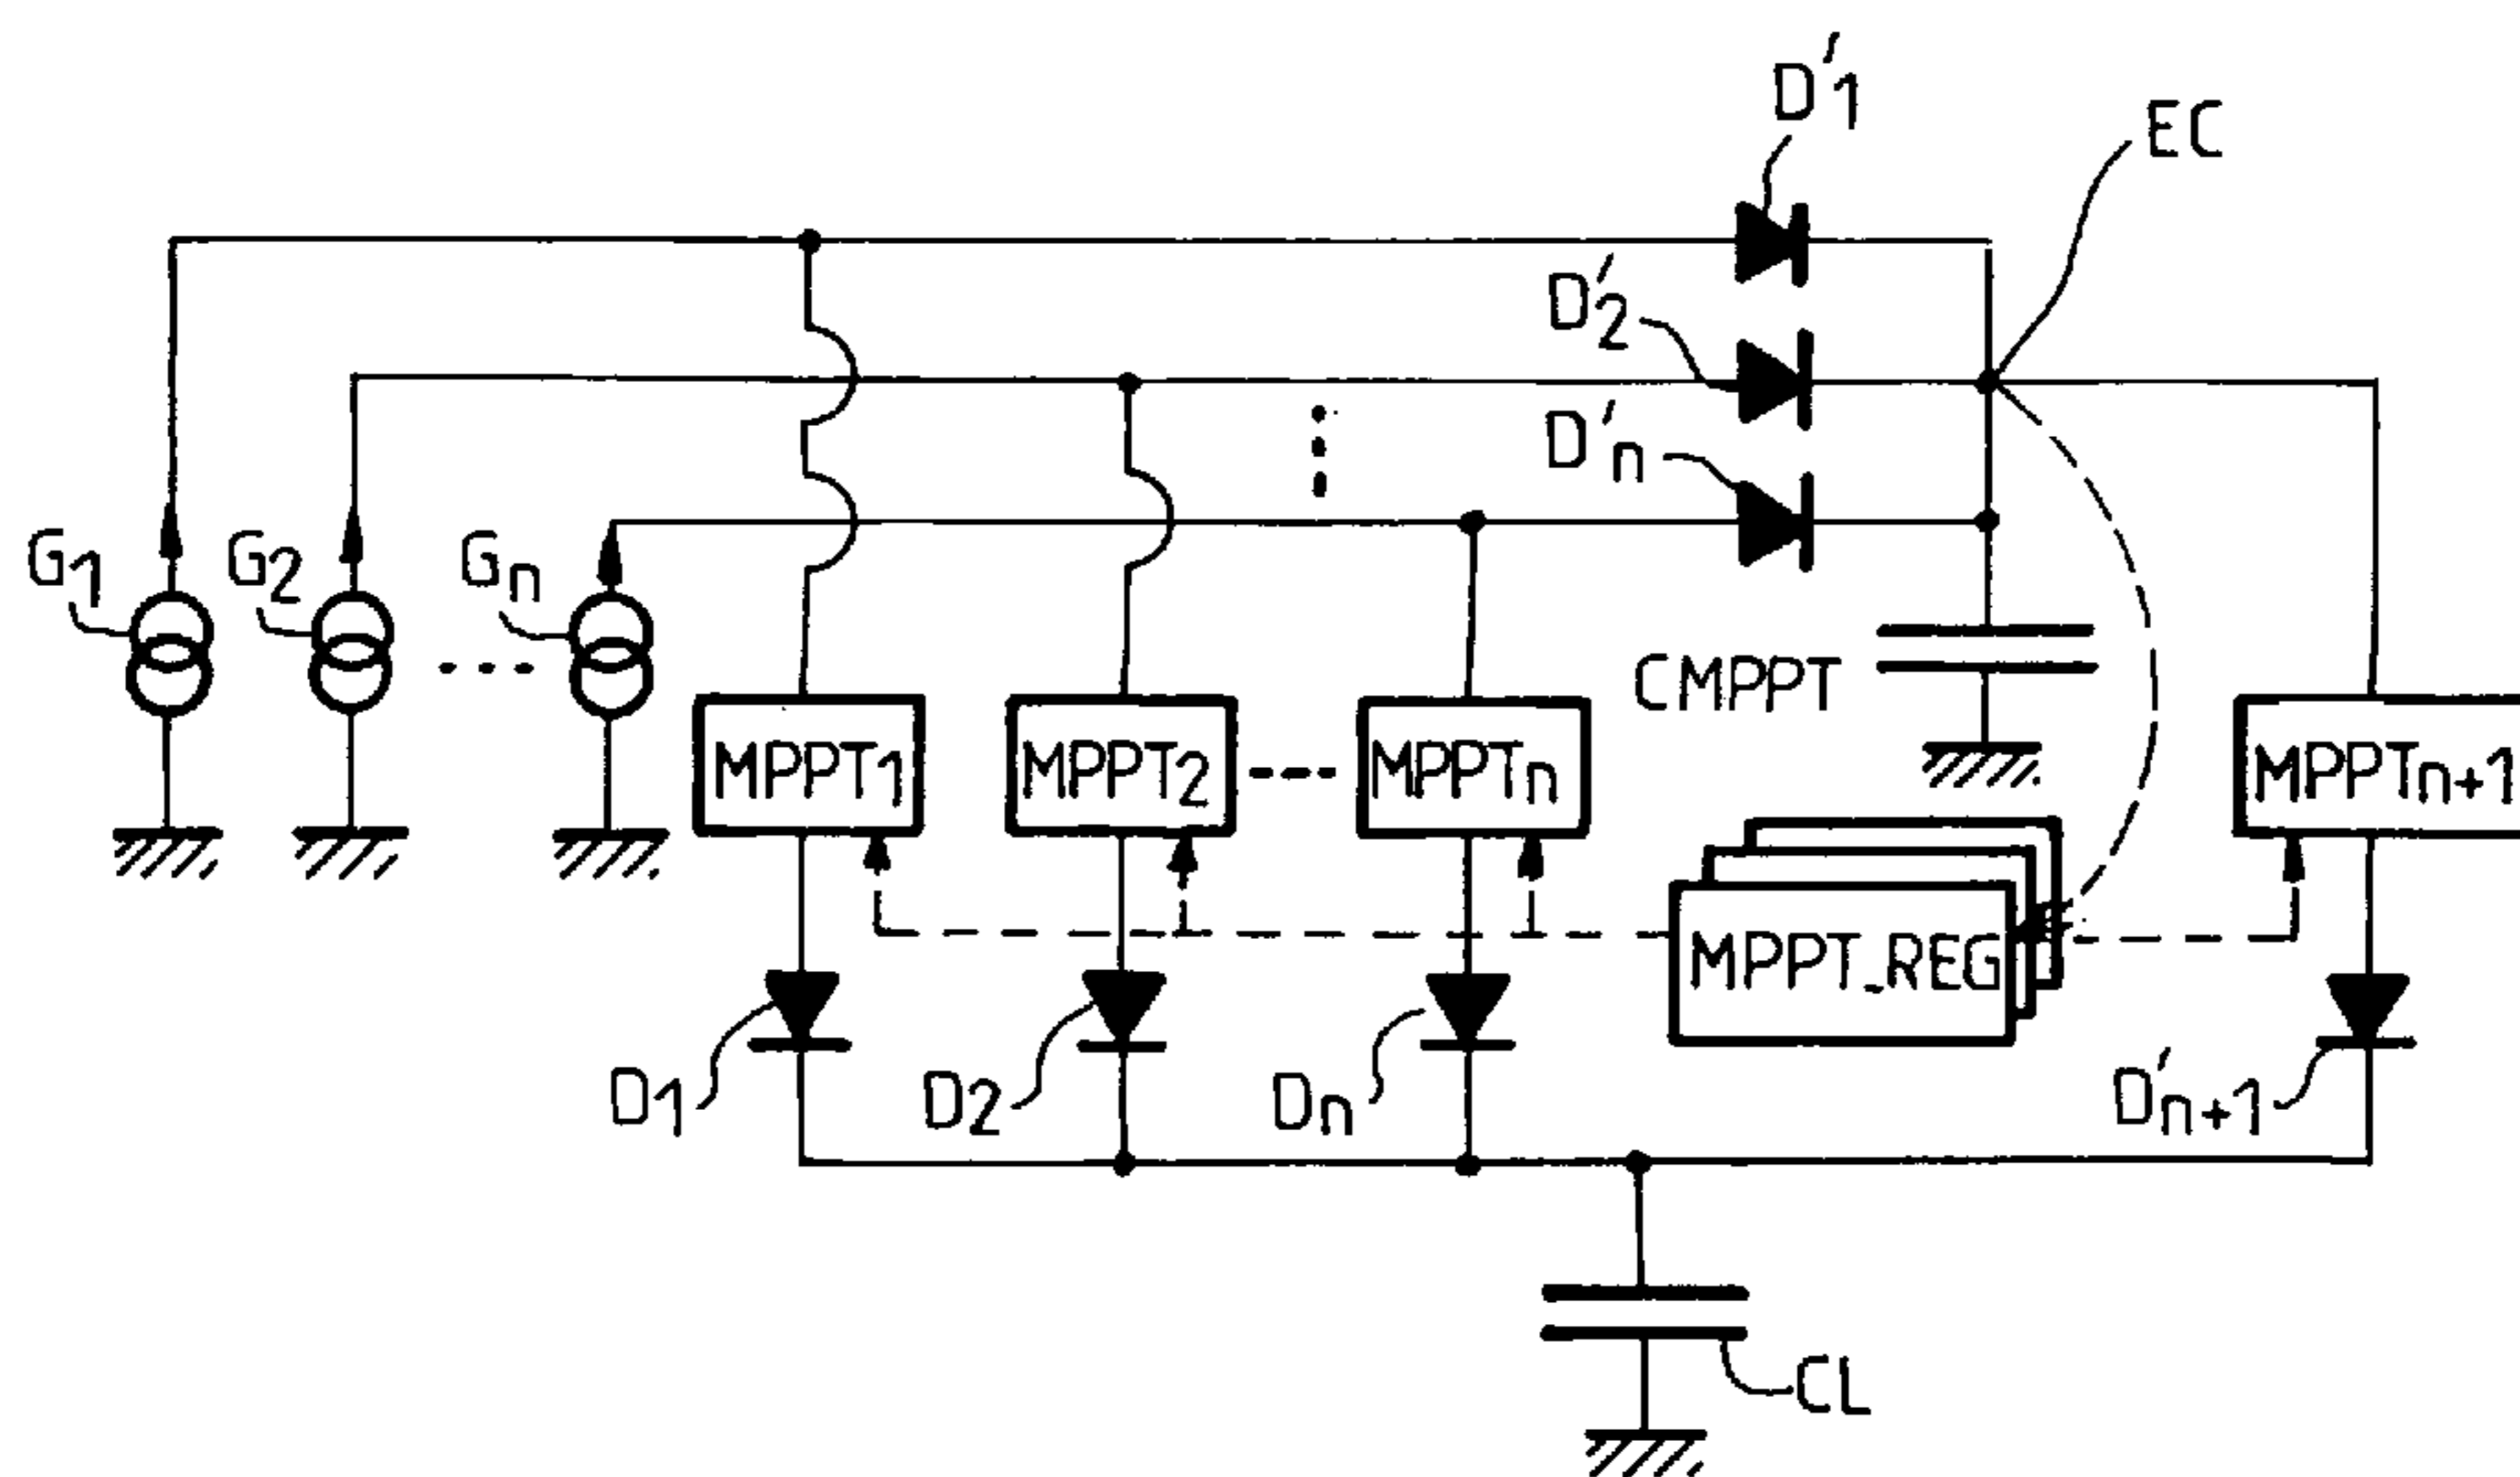 D'1
EC
D'2
D'n
G1
G2
Gn
CMPPT
MPPT1
MPPT2
MPPTn
MPPTn+1
MPPT_REG
D1
D2
Dn
D'n+1
CL